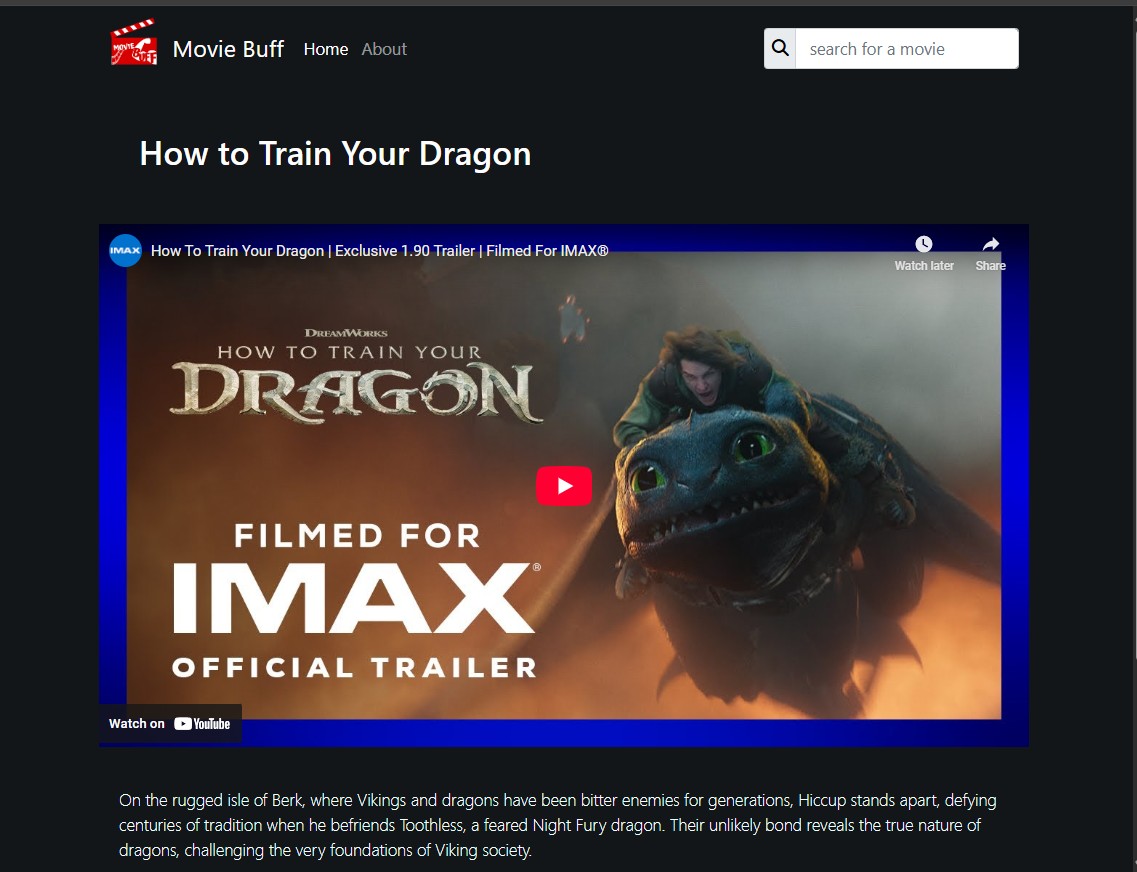 MOVIE BUFF
Movie Buff Home About
search for a movie
How to Train Your Dragon
IMAX How To Train Your Dragon | Exclusive 1.90 Trailer | Filmed For IMAX®
Watch later Share
DREAMWORKS
HOW TO TRAIN YOUR
DRAGON
FILMED FOR
IMAX®
OFFICIAL TRAILER
Watch on YouTube
On the rugged isle of Berk, where Vikings and dragons have been bitter enemies for generations, Hiccup stands apart, defying
centuries of tradition when he befriends Toothless, a feared Night Fury dragon. Their unlikely bond reveals the true nature of
dragons, challenging the very foundations of Viking society.